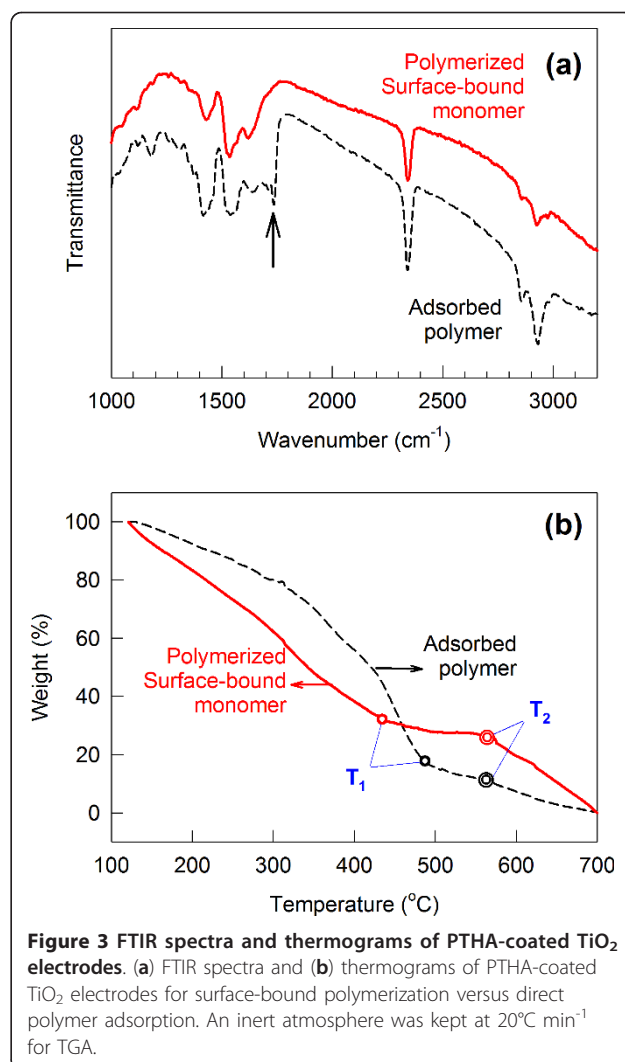 (a)
Polymerized
Surface-bound
monomer
Transmittance
Adsorbed
polymer
1000 1500 2000 2500 3000
Wavenumber (cm⁻¹)
(b)
100
80
60
40
20
0
Weight (%)
Adsorbed
polymer
Polymerized
Surface-bound
monomer
T₂
T₁
100 200 300 400 500 600 700
Temperature (°C)
Figure 3 FTIR spectra and thermograms of PTHA-coated TiO₂
electrodes. (a) FTIR spectra and (b) thermograms of PTHA-coated
TiO₂ electrodes for surface-bound polymerization versus direct
polymer adsorption. An inert atmosphere was kept at 20°C min⁻¹
for TGA.